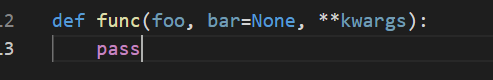 12 def func(foo, bar=None, **kwargs):
13     pass